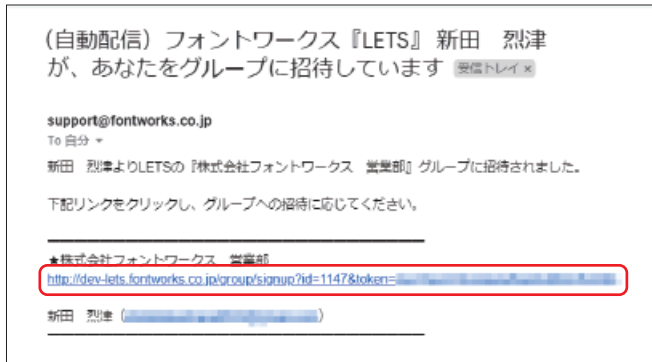 (自動配信) フォントワークス『LETS』 新田　烈津
が、あなたをグループに招待しています 受信トレイ ×
support@fontworks.co.jp
To 自分
新田　烈津よりLETSの『株式会社フォントワークス　営業部』グループに招待されました。
下記リンクをクリックし、グループへの招待に応じてください。
★株式会社フォントワークス　営業部
http://dev-lets.fontworks.co.jp/group/signup?id=1147&token=
新田　烈津（　）